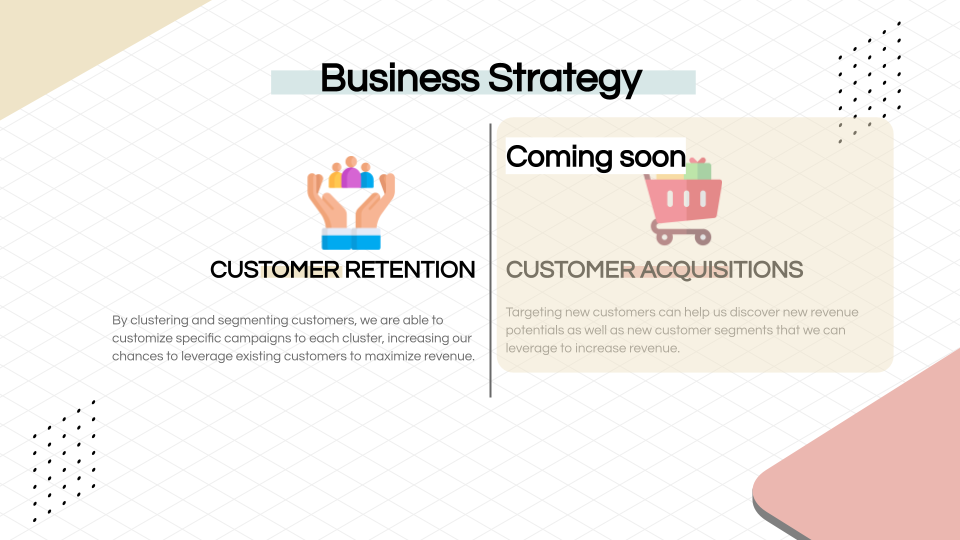 Business Strategy
CUSTOMER RETENTION
By clustering and segmenting customers, we are able to
customize specific campaigns to each cluster, increasing our
chances to leverage existing customers to maximize revenue.
Coming soon
CUSTOMER ACQUISITIONS
Targeting new customers can help us discover new revenue
potentials as well as new customer segments that we can
leverage to increase revenue.